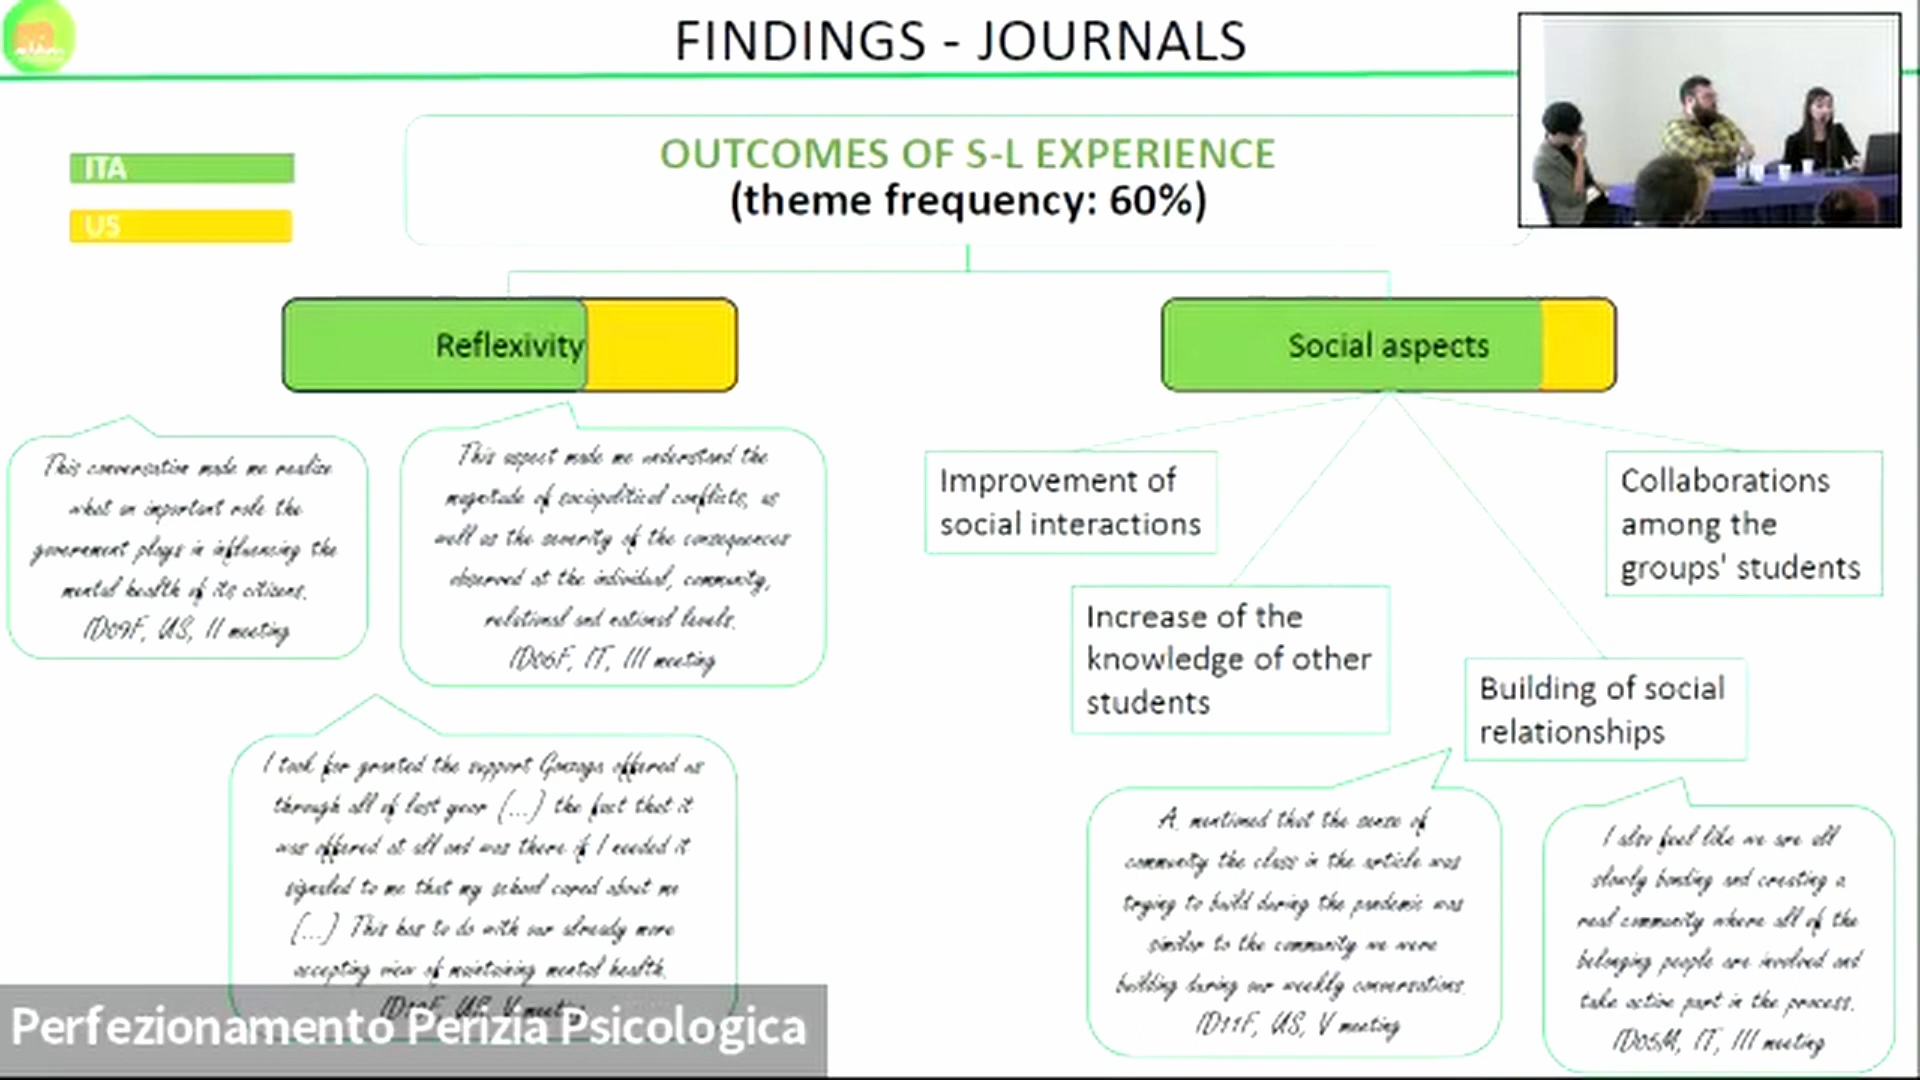 FINDINGS - JOURNALS
ITA
US
OUTCOMES OF S-L EXPERIENCE
(theme frequency: 60%)
Reflexivity
Social aspects
This conversation made me realize
what an important role the
government plays in influencing the
mental health of its citizens.
ID09F, US, II meeting
This aspect made me understand the
magnitude of sociopolitical conflicts, as
well as the severity of the consequences
observed at the individual, community,
relational and national levels.
ID06F, IT, III meeting
I took for granted the support Gonzaga offered us
through all of last year (...) the fact that it
was offered at all and was there if I needed it
signaled to me that my school cared about me
(...) This has to do with our already more
accepting view of maintaining mental health.
US, V meeting
Improvement of
social interactions
Increase of the
knowledge of other
students
Building of social
relationships
Collaborations
among the
groups' students
A. mentioned that the sense of
community the class in the article was
trying to build during the pandemic was
similar to the community we were
building during our weekly conversations.
ID11F, US, V meeting
I also feel like we are all
slowly bonding and creating a
real community where all of the
belonging people are involved and
take active part in the process.
ID05M, IT, III meeting
Perfezionamento Perizia Psicologica